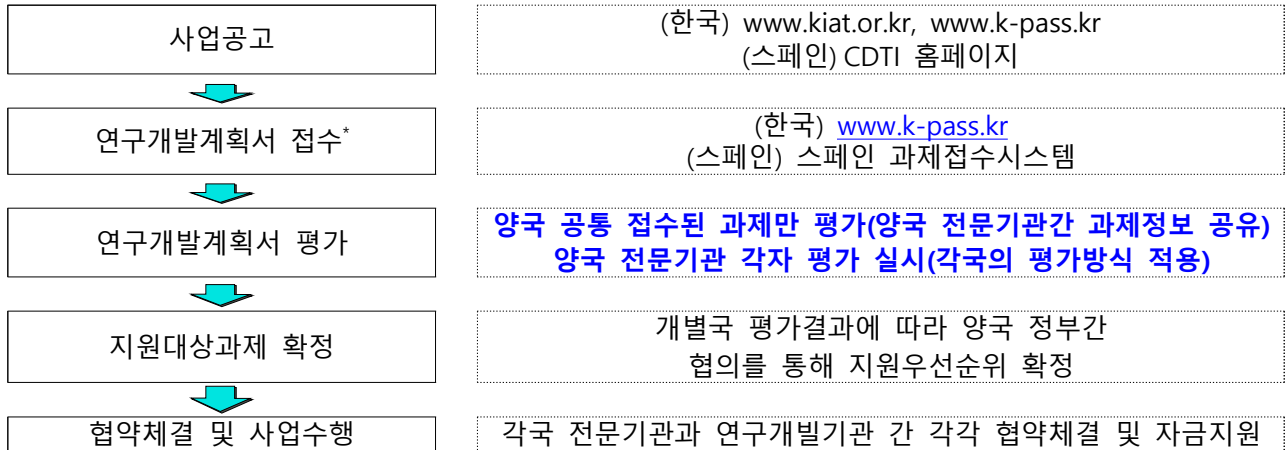 사업공고
(한국) www.kiat.or.kr, www.k-pass.kr
(스페인) CDTI 홈페이지
연구개발계획서 접수*
(한국) www.k-pass.kr
(스페인) 스페인 과제접수시스템
연구개발계획서 평가
양국 공통 접수된 과제만 평가(양국 전문기관간 과제정보 공유)
양국 전문기관 각자 평가 실시(각국의 평가방식 적용)
지원대상과제 확정
개별국 평가결과에 따라 양국 정부간
협의를 통해 지원우선순위 확정
협약체결 및 사업수행
각국 전문기관과 연구개빌기관 간 각각 협약체결 및 자금지원